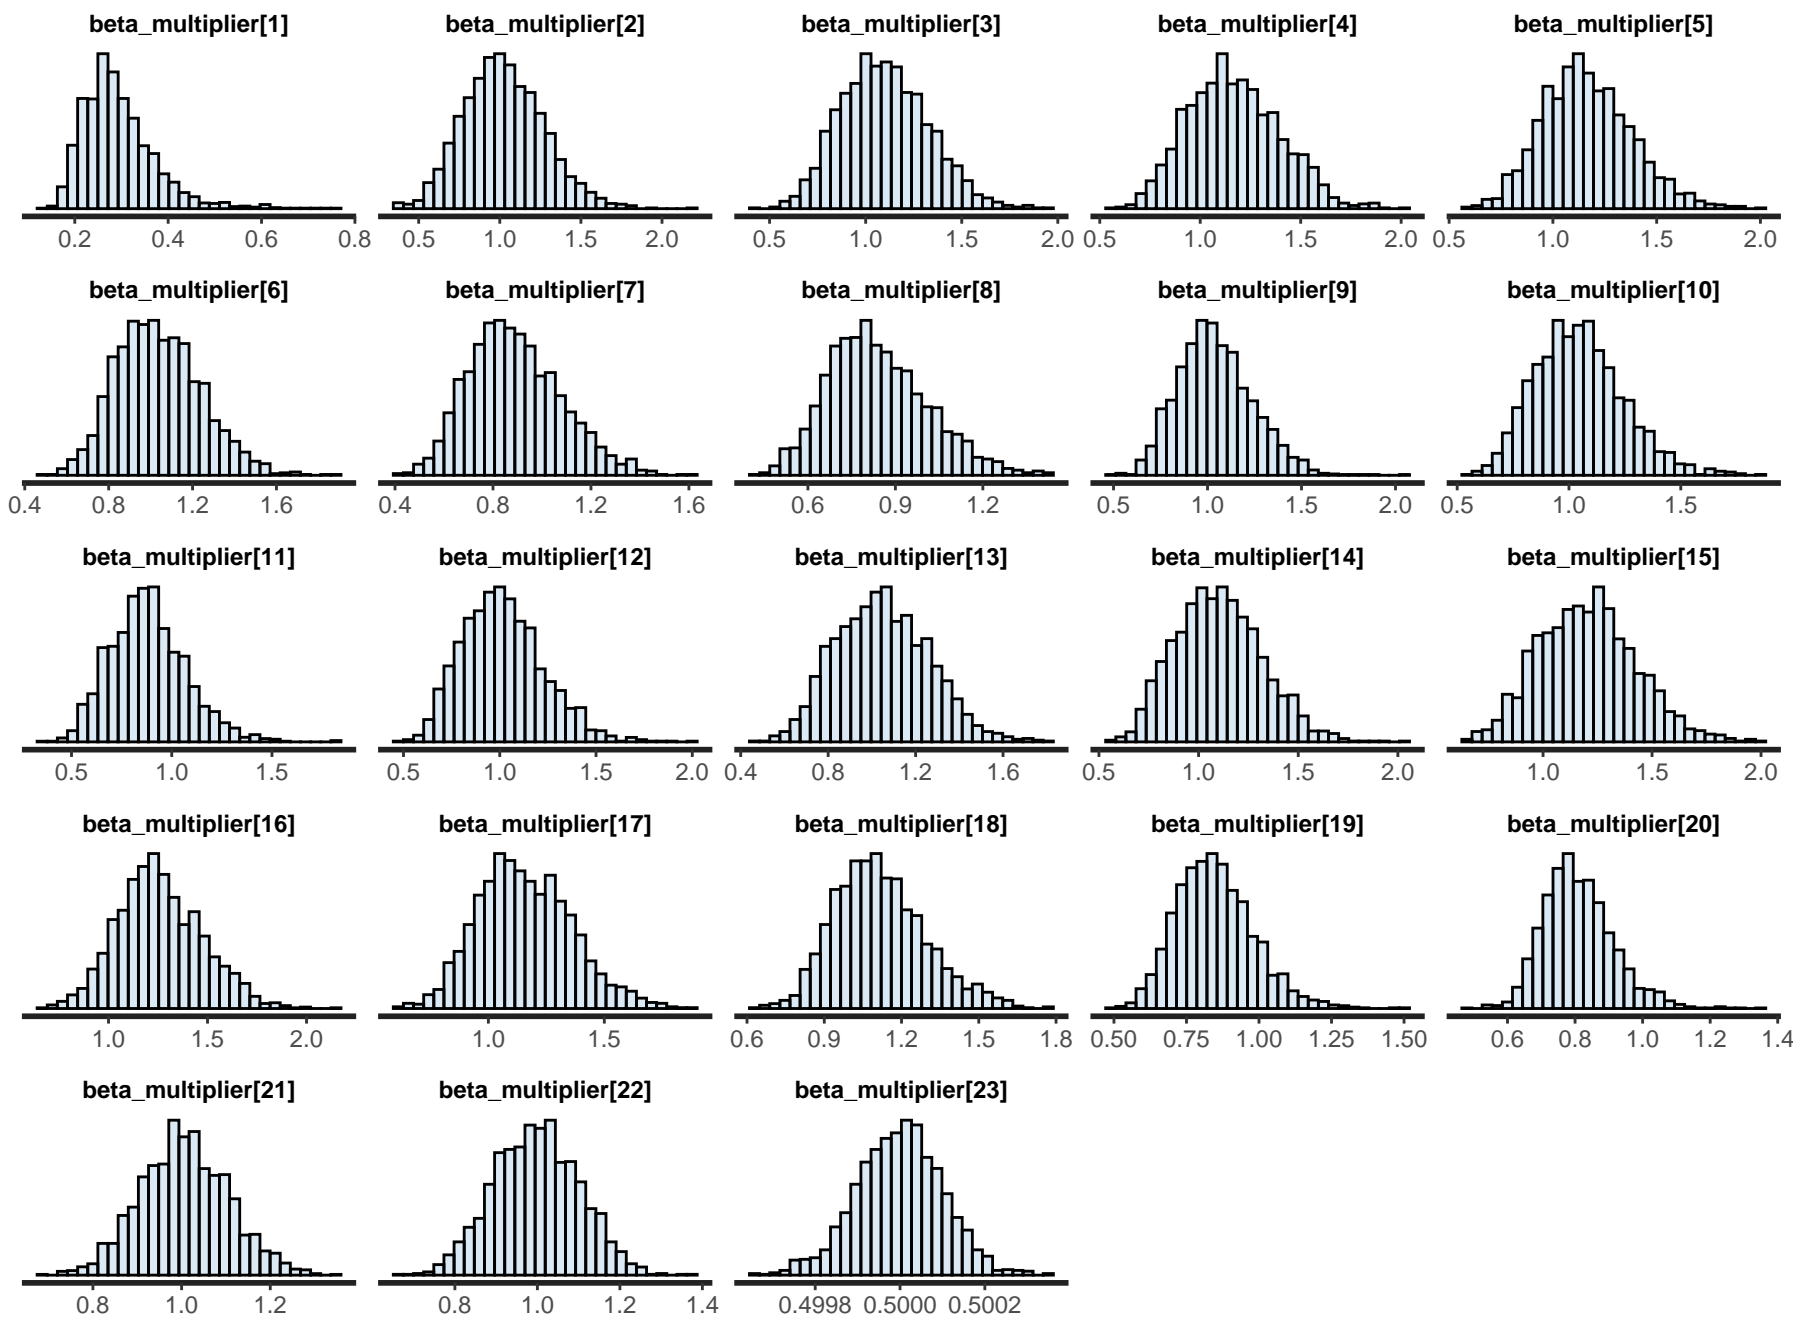 beta_multiplier[1] beta_multiplier[2] beta_multiplier[3] beta_multiplier[4] beta_multiplier[5]
0.2 0.4 0.6 0.8 0.5 1.0 1.5 2.0 0.5 1.0 1.5 2.0 0.5 1.0 1.5 2.0 0.5 1.0 1.5 2.0
beta_multiplier[6] beta_multiplier[7] beta_multiplier[8] beta_multiplier[9] beta_multiplier[10]
0.4 0.8 1.2 1.6 0.4 0.8 1.2 1.6 0.6 0.9 1.2 0.5 1.0 1.5 2.0 0.5 1.0 1.5
beta_multiplier[11] beta_multiplier[12] beta_multiplier[13] beta_multiplier[14] beta_multiplier[15]
0.5 1.0 1.5 0.5 1.0 1.5 2.0 0.4 0.8 1.2 1.6 0.5 1.0 1.5 2.0 1.0 1.5 2.0
beta_multiplier[16] beta_multiplier[17] beta_multiplier[18] beta_multiplier[19] beta_multiplier[20]
1.0 1.5 2.0 1.0 1.5 0.6 0.9 1.2 1.5 1.8 0.50 0.75 1.00 1.25 1.50 0.6 0.8 1.0 1.2 1.4
beta_multiplier[21] beta_multiplier[22] beta_multiplier[23]
0.8 1.0 1.2 0.8 1.0 1.2 1.4 0.4998 0.5000 0.5002